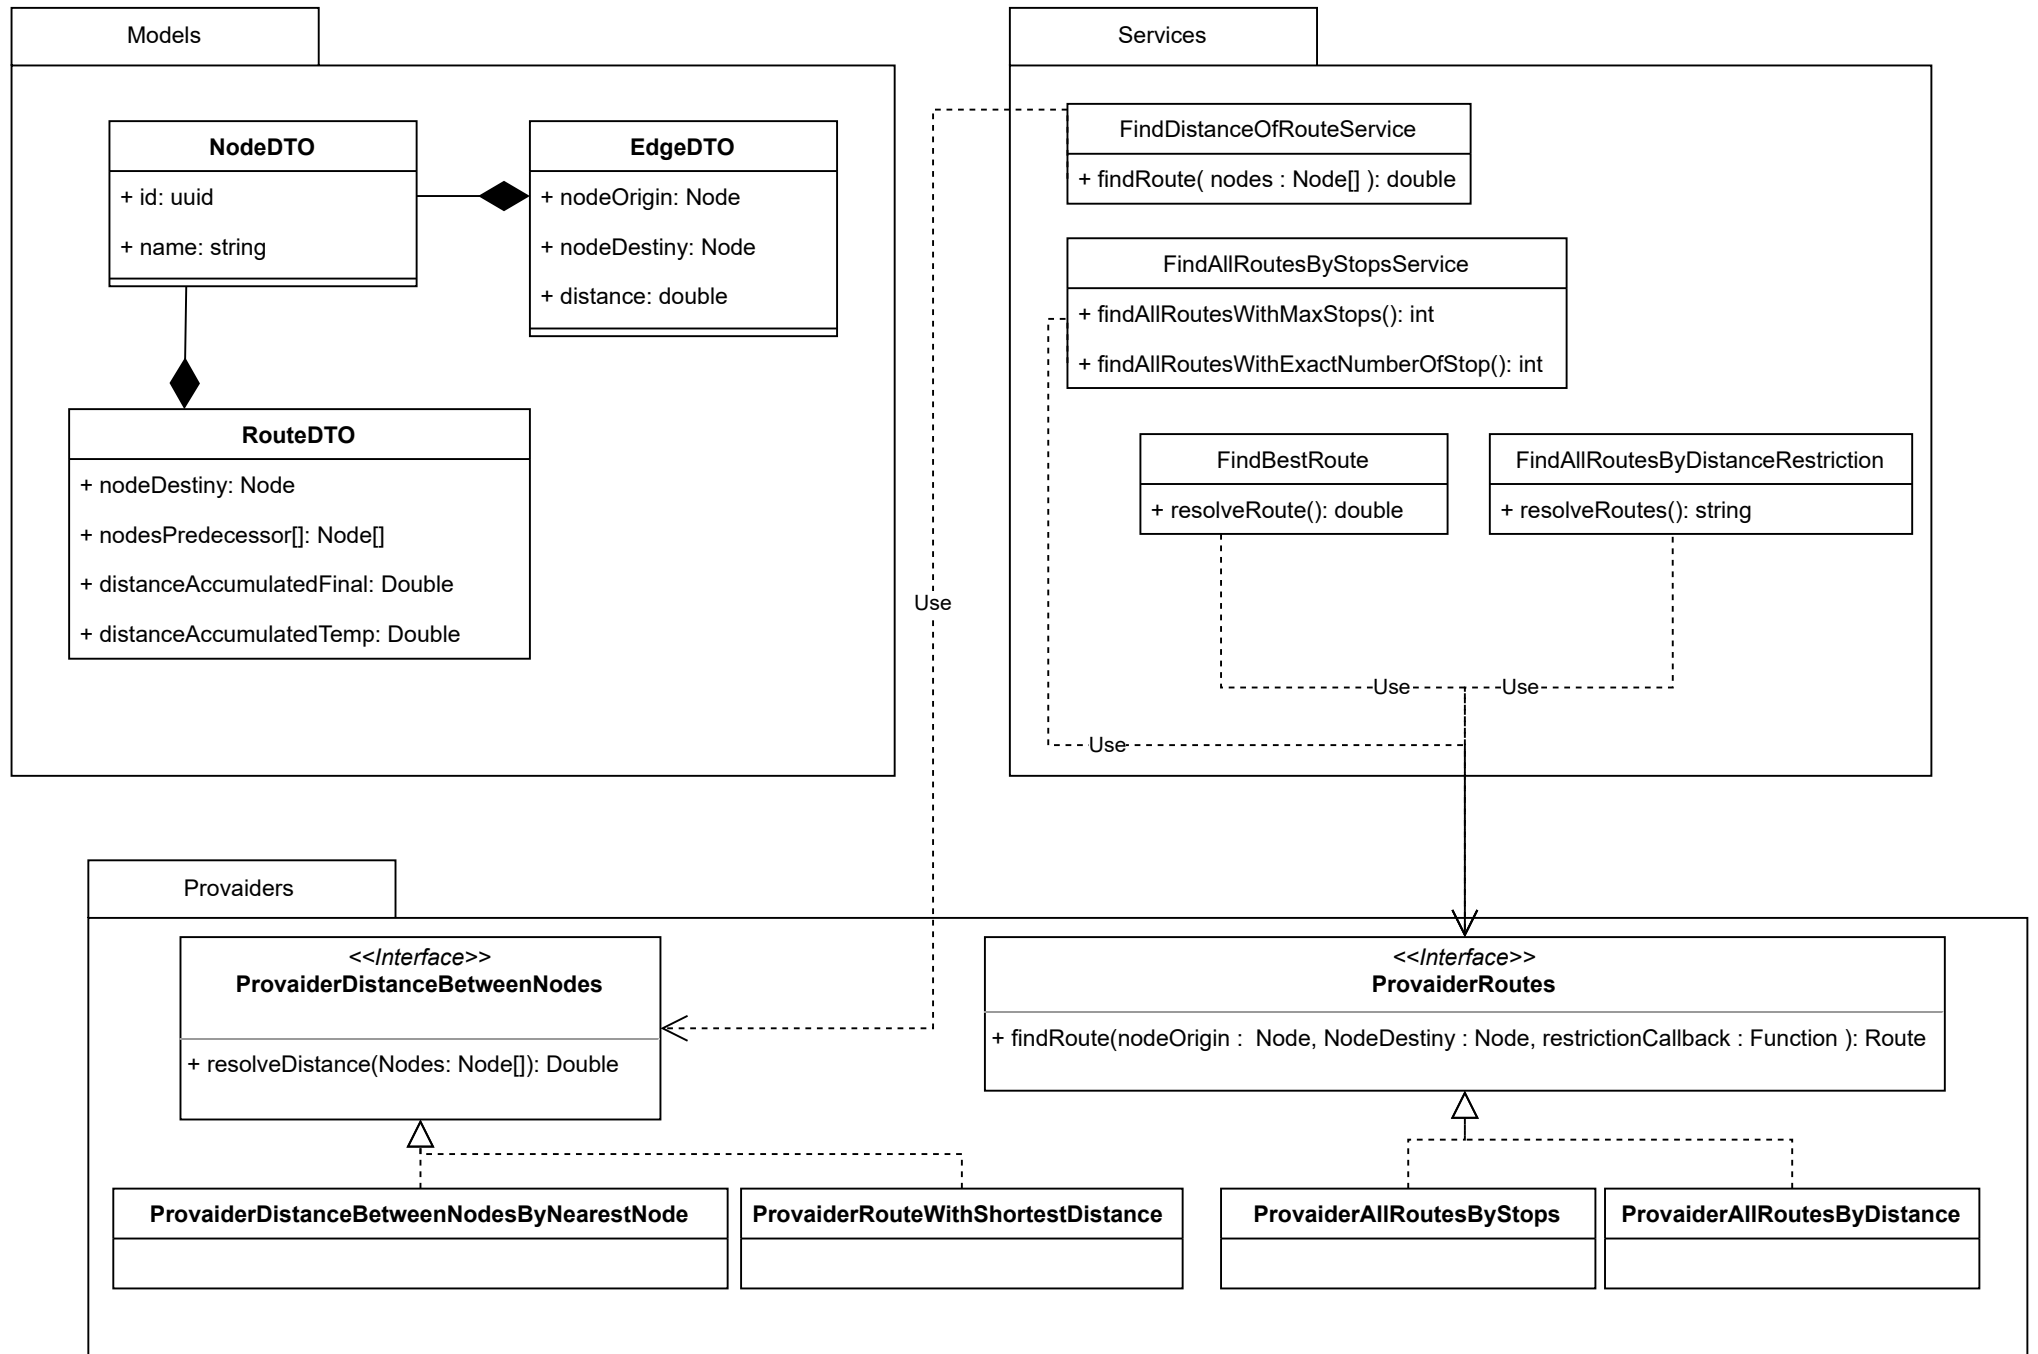 Models
NodeDTO
+ id: uuid
+ name: string
EdgeDTO
+ nodeOrigin: Node
+ nodeDestiny: Node
+ distance: double
RouteDTO
+ nodeDestiny: Node
+ nodesPredecessor[]: Node[]
+ distanceAccumulatedFinal: Double
+ distanceAccumulatedTemp: Double
Services
FindDistanceOfRouteService
+ findRoute( nodes : Node[] ): double
FindAllRoutesByStopsService
+ findAllRoutesWithMaxStops(): int
+ findAllRoutesWithExactNumberOfStop(): int
FindBestRoute
+ resolveRoute(): double
FindAllRoutesByDistanceRestriction
+ resolveRoutes(): string
Use
Use
Use
Use
Provaiders
<<Interface>>
ProvaiderDistanceBetweenNodes
+ resolveDistance(Nodes: Node[]): Double
<<Interface>>
ProvaiderRoutes
+ findRoute(nodeOrigin :  Node, NodeDestiny : Node, restrictionCallback : Function ): Route
ProvaiderDistanceBetweenNodesByNearestNode
ProvaiderRouteWithShortestDistance
ProvaiderAllRoutesByStops
ProvaiderAllRoutesByDistance